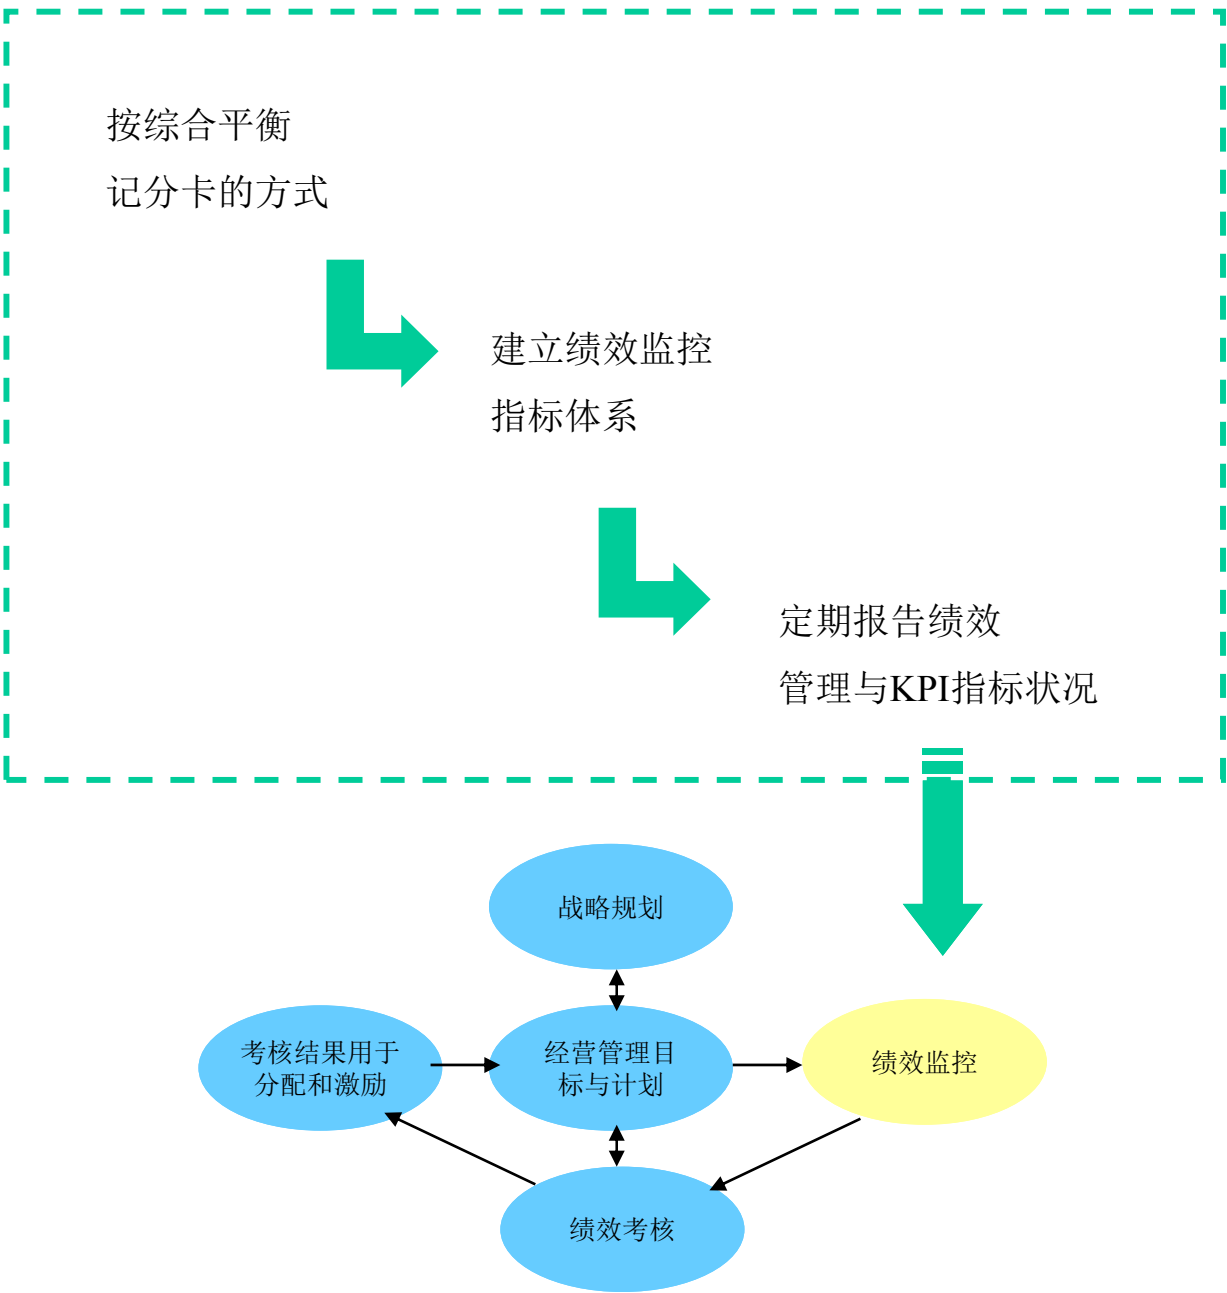 按综合平衡
记分卡的方式
建立绩效监控
指标体系
定期报告绩效
管理与KPI指标状况
战略规划
考核结果用于
分配和激励
经营管理目
标与计划
绩效监控
绩效考核